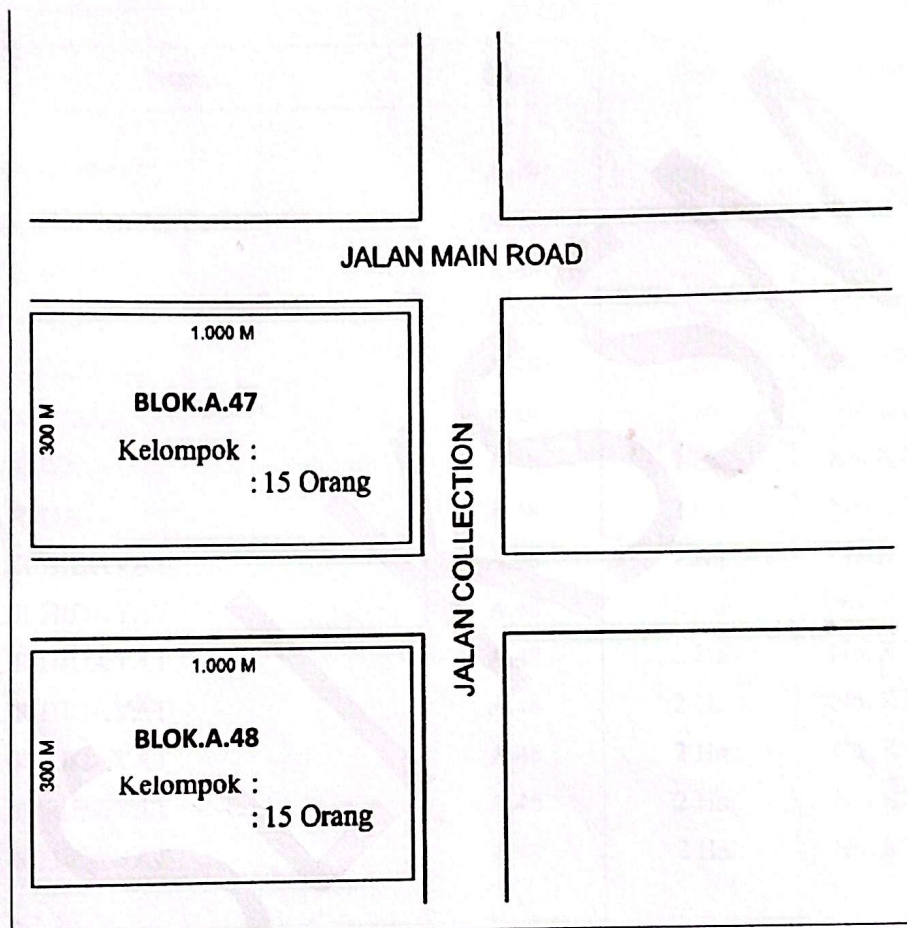 JALAN MAIN ROAD
1.000 M
300 M
BLOK.A.47
Kelompok :
: 15 Orang
JALAN COLLECTION
1.000 M
300 M
BLOK.A.48
Kelompok :
: 15 Orang